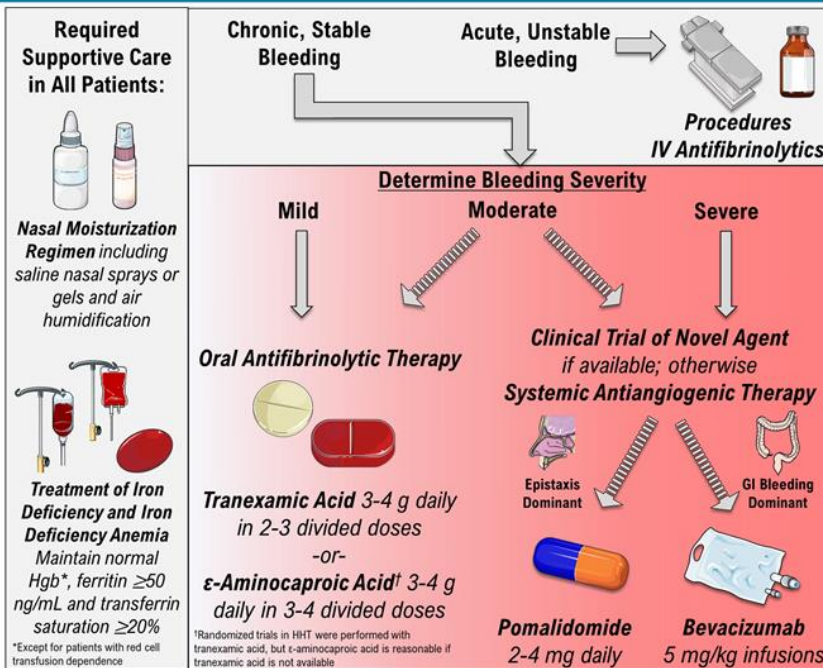 Required
Supportive Care
in All Patients:
Nasal Moisturization
Regimen including
saline nasal sprays or
gels and air
humidification
Treatment of Iron
Deficiency and Iron
Deficiency Anemia
Maintain normal
Hgb*, ferritin ≥50
ng/mL and transferrin
saturation ≥20%
*Except for patients with red cell
transfusion dependence
Chronic, Stable
Bleeding
Acute, Unstable
Bleeding
Procedures
IV Antifibrinolytics
Determine Bleeding Severity
Mild
Moderate
Severe
Oral Antifibrinolytic Therapy
Tranexamic Acid 3-4 g daily
in 2-3 divided doses
-or-
ε-Aminocaproic Acid† 3-4 g
daily in 3-4 divided doses
†Randomized trials in HHT were performed with
tranexamic acid, but ε-aminocaproic acid is reasonable if
tranexamic acid is not available
Clinical Trial of Novel Agent
if available; otherwise
Systemic Antiangiogenic Therapy
Epistaxis
Dominant
GI Bleeding
Dominant
Pomalidomide
2-4 mg daily
Bevacizumab
5 mg/kg infusions